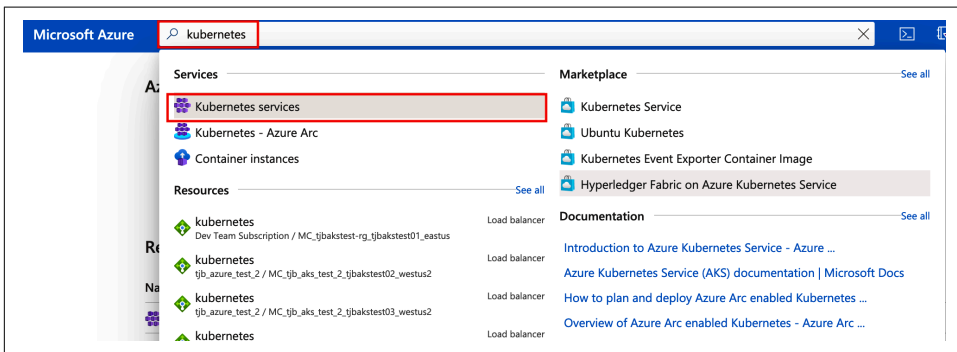 Microsoft Azure
kubernetes
Services
Kubernetes services
Kubernetes - Azure Arc
Container instances
Resources
See all
kubernetes
Load balancer
Dev Team Subscription / MC_tjbakstest-rg_tjbakstest01_eastus
kubernetes
Load balancer
tjb_azure_test_2 / MC_tjb_aks_test_2_tjbakstest02_westus2
kubernetes
Load balancer
tjb_azure_test_2 / MC_tjb_aks_test_2_tjbakstest03_westus2
kubernetes
Load balancer
Marketplace
See all
Kubernetes Service
Ubuntu Kubernetes
Kubernetes Event Exporter Container Image
Hyperledger Fabric on Azure Kubernetes Service
Documentation
See all
Introduction to Azure Kubernetes Service - Azure ...
Azure Kubernetes Service (AKS) documentation | Microsoft Docs
How to plan and deploy Azure Arc enabled Kubernetes ...
Overview of Azure Arc enabled Kubernetes - Azure Arc ...